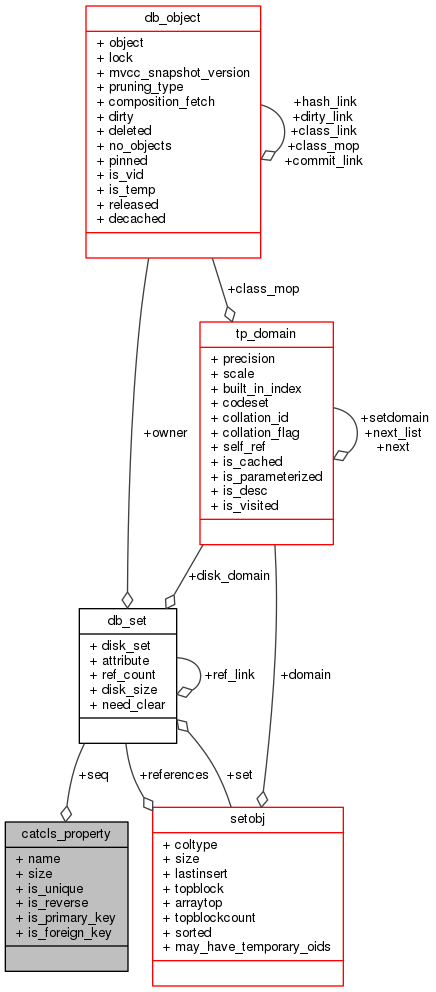 db_object
+ object
+ lock
+ mvcc_snapshot_version
+ pruning_type
+ composition_fetch
+ dirty
+ deleted
+ no_objects
+ pinned
+ is_vid
+ is_temp
+ released
+ decached
+hash_link
+dirty_link
+class_link
+class_mop
+commit_link
+class_mop
tp_domain
+ precision
+ scale
+ built_in_index
+ codeset
+ collation_id
+ collation_flag
+ self_ref
+ is_cached
+ is_parameterized
+ is_desc
+ is_visited
+setdomain
+next_list
+next
+owner
+disk_domain
db_set
+ disk_set
+ attribute
+ ref_count
+ disk_size
+ need_clear
+ref_link
+domain
+seq
+references
+set
catcls_property
+ name
+ size
+ is_unique
+ is_reverse
+ is_primary_key
+ is_foreign_key
setobj
+ coltype
+ size
+ lastinsert
+ topblock
+ arraytop
+ topblockcount
+ sorted
+ may_have_temporary_oids